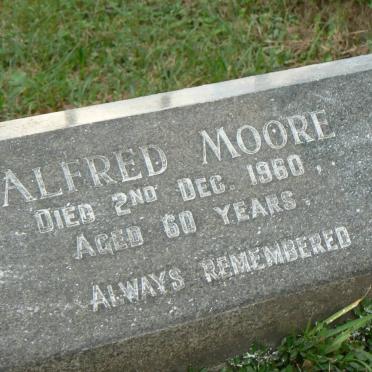 ALFRED MOORE
DIED 2ND DEC. 1960,
AGED 60 YEARS.
ALWAYS REMEMBERED